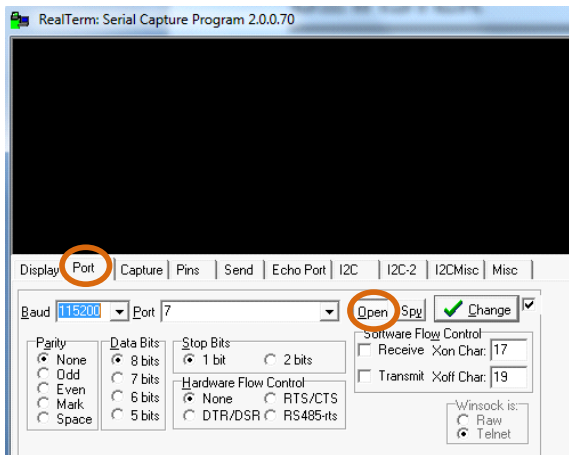 RealTerm: Serial Capture Program 2.0.0.70
Display Port Capture Pins Send Echo Port I2C I2C-2 I2CMisc Misc
Baud 115200 Port 7 Open Spy Change
Parity
None
Odd
Even
Mark
Space
Data Bits
8 bits
7 bits
6 bits
5 bits
Stop Bits
1 bit 2 bits
Hardware Flow Control
None RTS/CTS
DTR/DSR RS485-rts
Software Flow Control
Receive Xon Char: 17
Transmit Xoff Char: 19
Winsock is:
Raw
Telnet